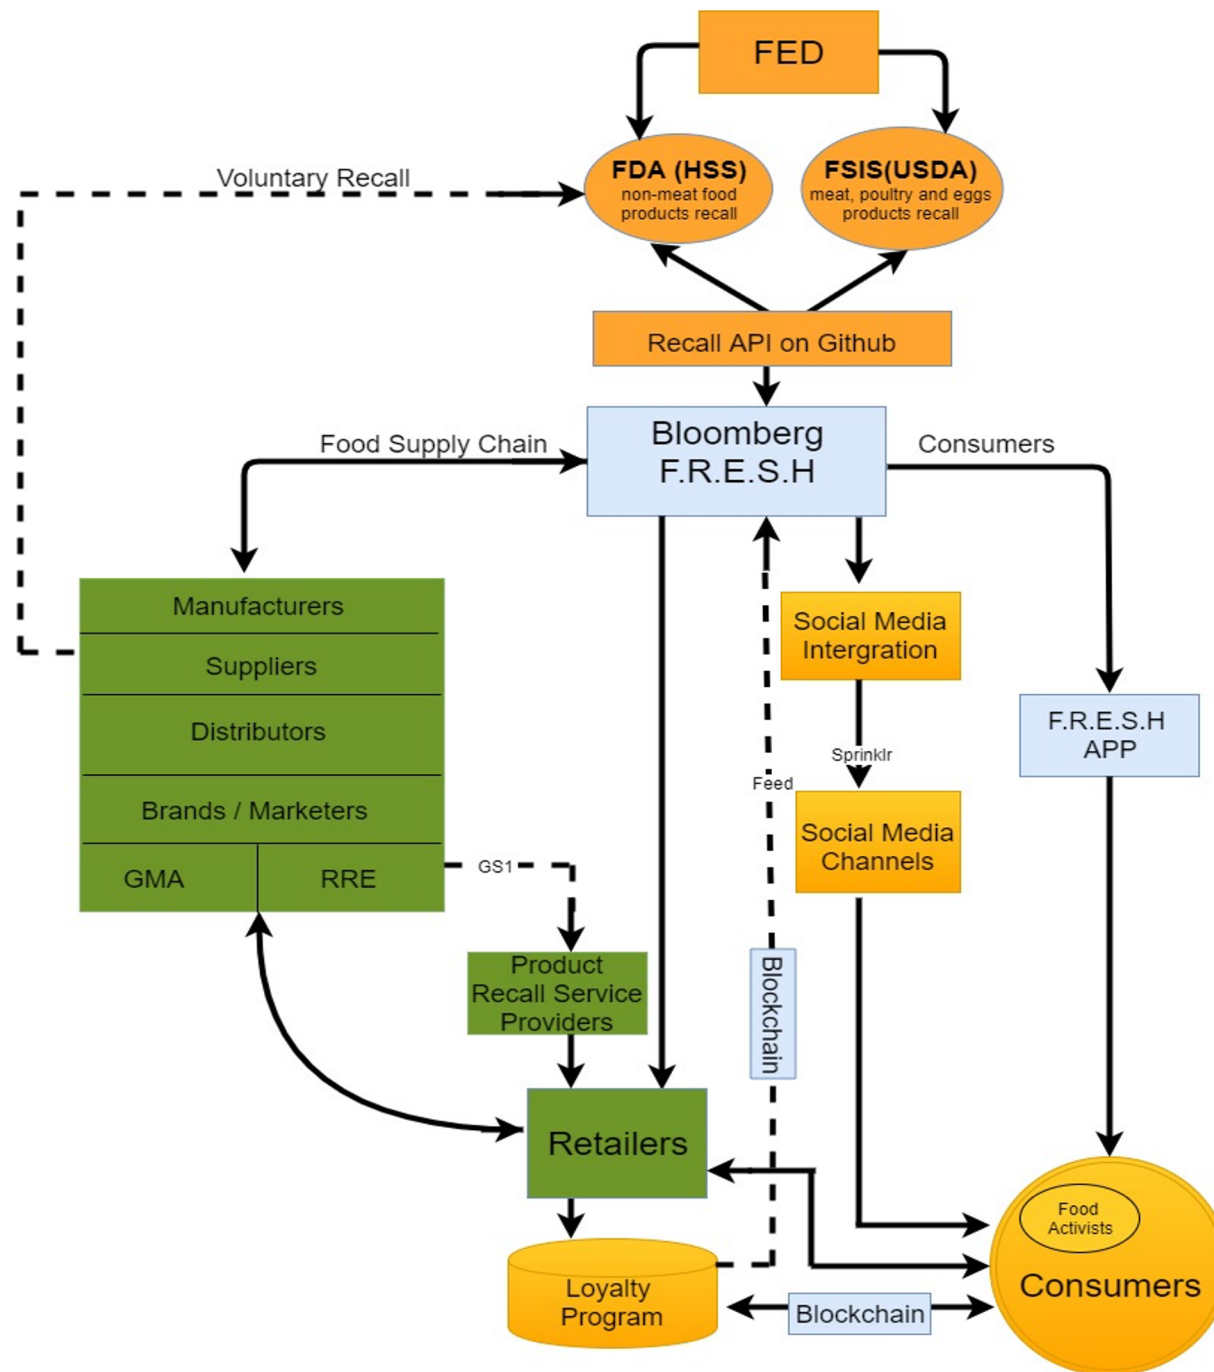 FED
FDA (HSS)
non-meat food
products recall
FSIS(USDA)
meat, poultry and eggs
products recall
Voluntary Recall
Recall API on Github
Bloomberg
F.R.E.S.H
Food Supply Chain
Consumers
Manufacturers
Suppliers
Distributors
Brands / Marketers
GMA
RRE
Social Media
Intergration
F.R.E.S.H
APP
Sprinklr
Feed
Social Media
Channels
GS1
Product
Recall Service
Providers
Blockchain
Retailers
Food
Activists
Consumers
Loyalty
Program
Blockchain